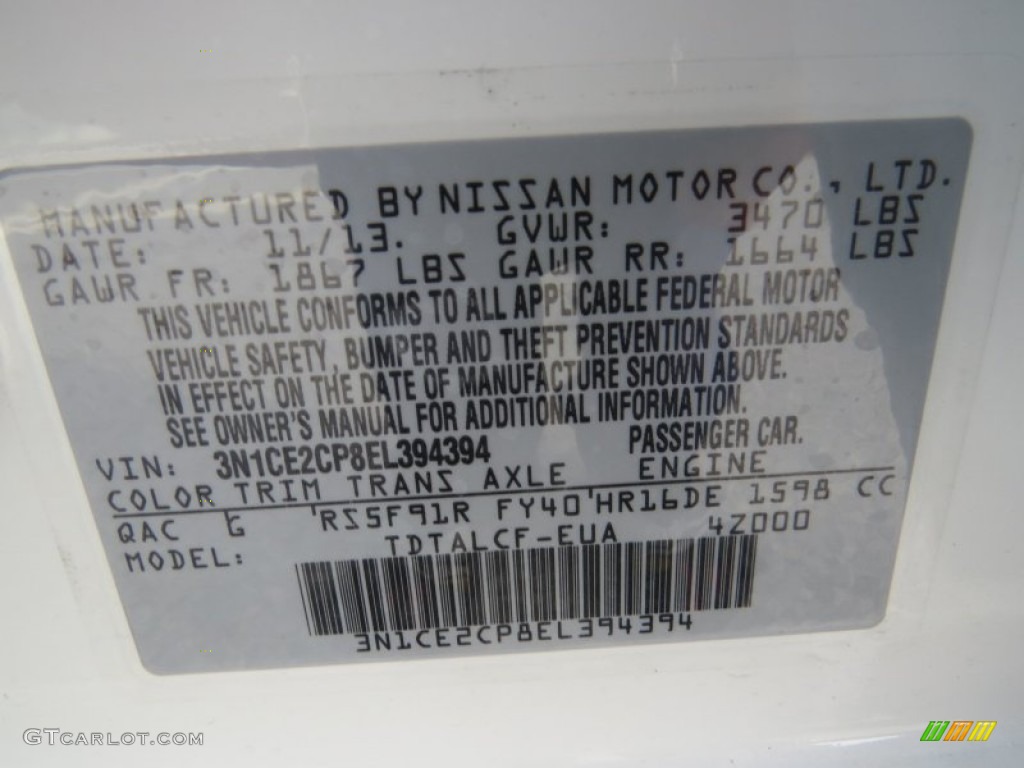 MANUFACTURED BY NISSAN MOTOR CO., LTD.
DATE: 11/13. GVWR: 3470 LBS
GAWR FR: 1867 LBS GAWR RR: 1664 LBS
THIS VEHICLE CONFORMS TO ALL APPLICABLE FEDERAL MOTOR
VEHICLE SAFETY, BUMPER AND THEFT PREVENTION STANDARDS
IN EFFECT ON THE DATE OF MANUFACTURE SHOWN ABOVE.
SEE OWNER'S MANUAL FOR ADDITIONAL INFORMATION.
VIN: 3N1CE2CP8EL394394 PASSENGER CAR.
COLOR TRIM TRANS AXLE ENGINE
QAC G RS5F91R FY40 HR16DE 1598 CC
MODEL: TDTALCF-EUA 4Z000
3N1CE2CP8EL394394
GTCARLOT.COM